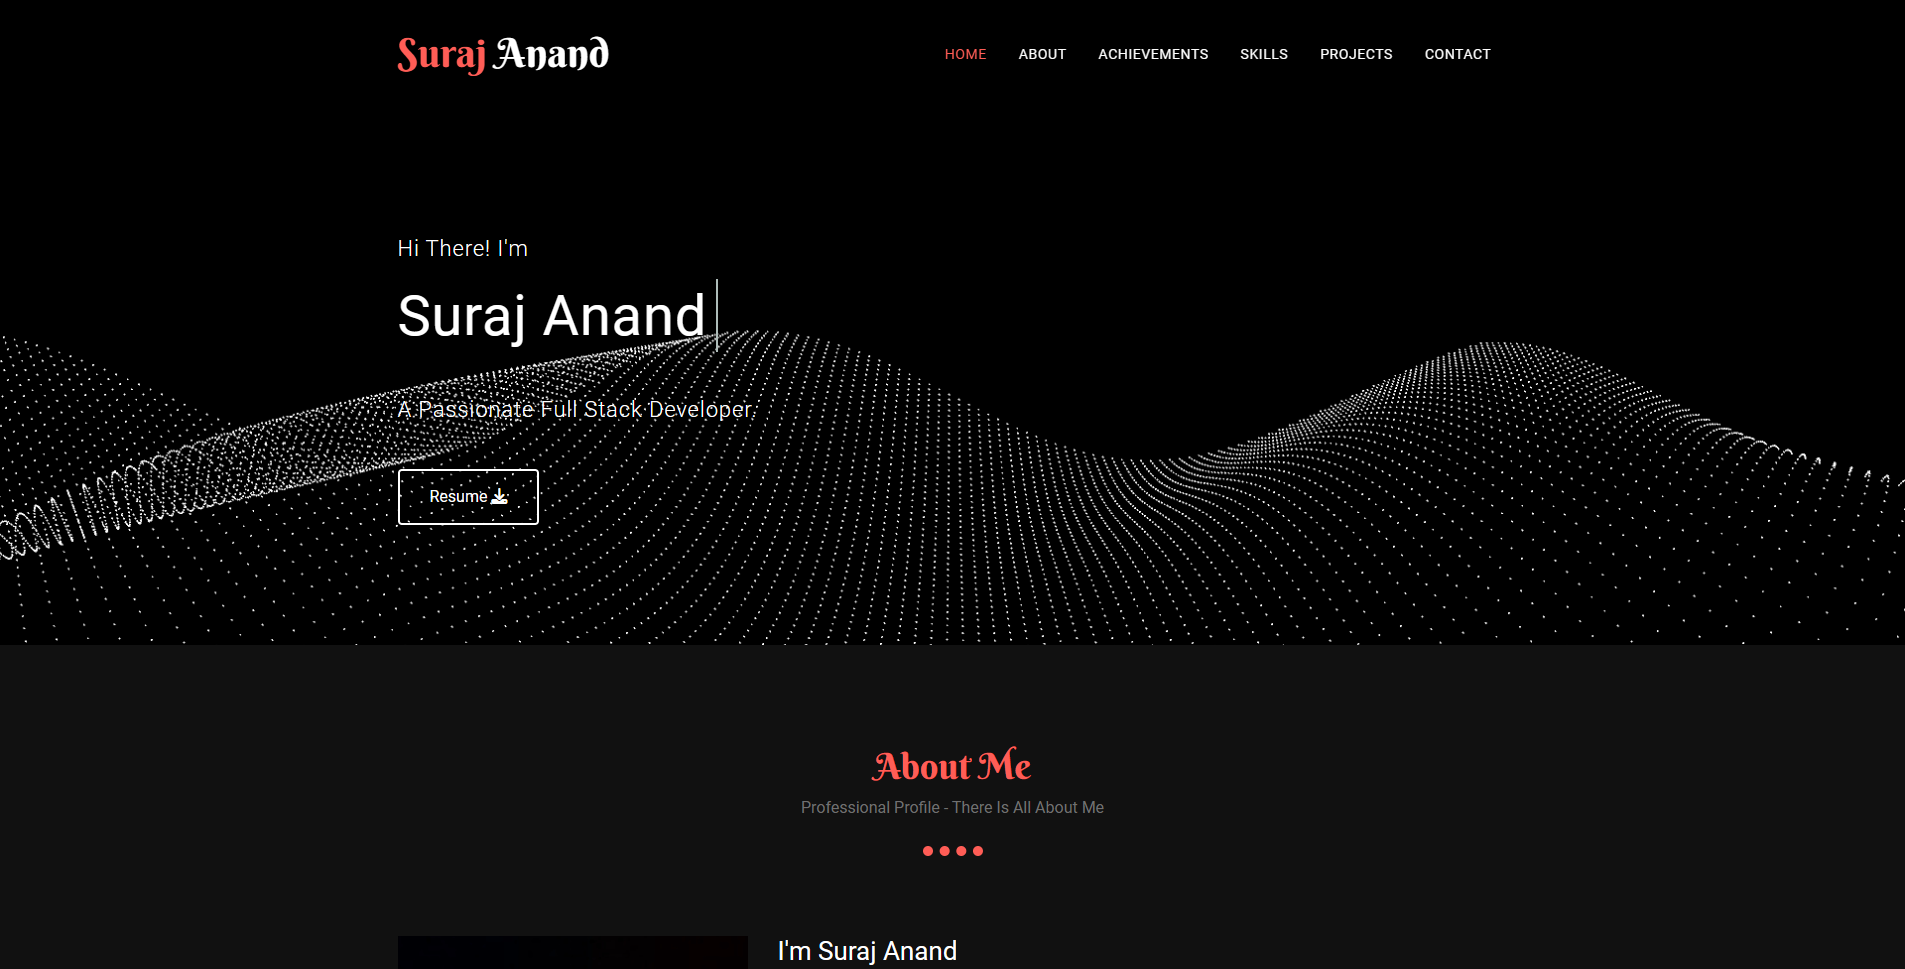 Suraj Anand
HOME ABOUT ACHIEVEMENTS SKILLS PROJECTS CONTACT
Hi There! I'm
Suraj Anand
A Passionate Full Stack Developer.
Resume
About Me
Professional Profile - There Is All About Me
I'm Suraj Anand